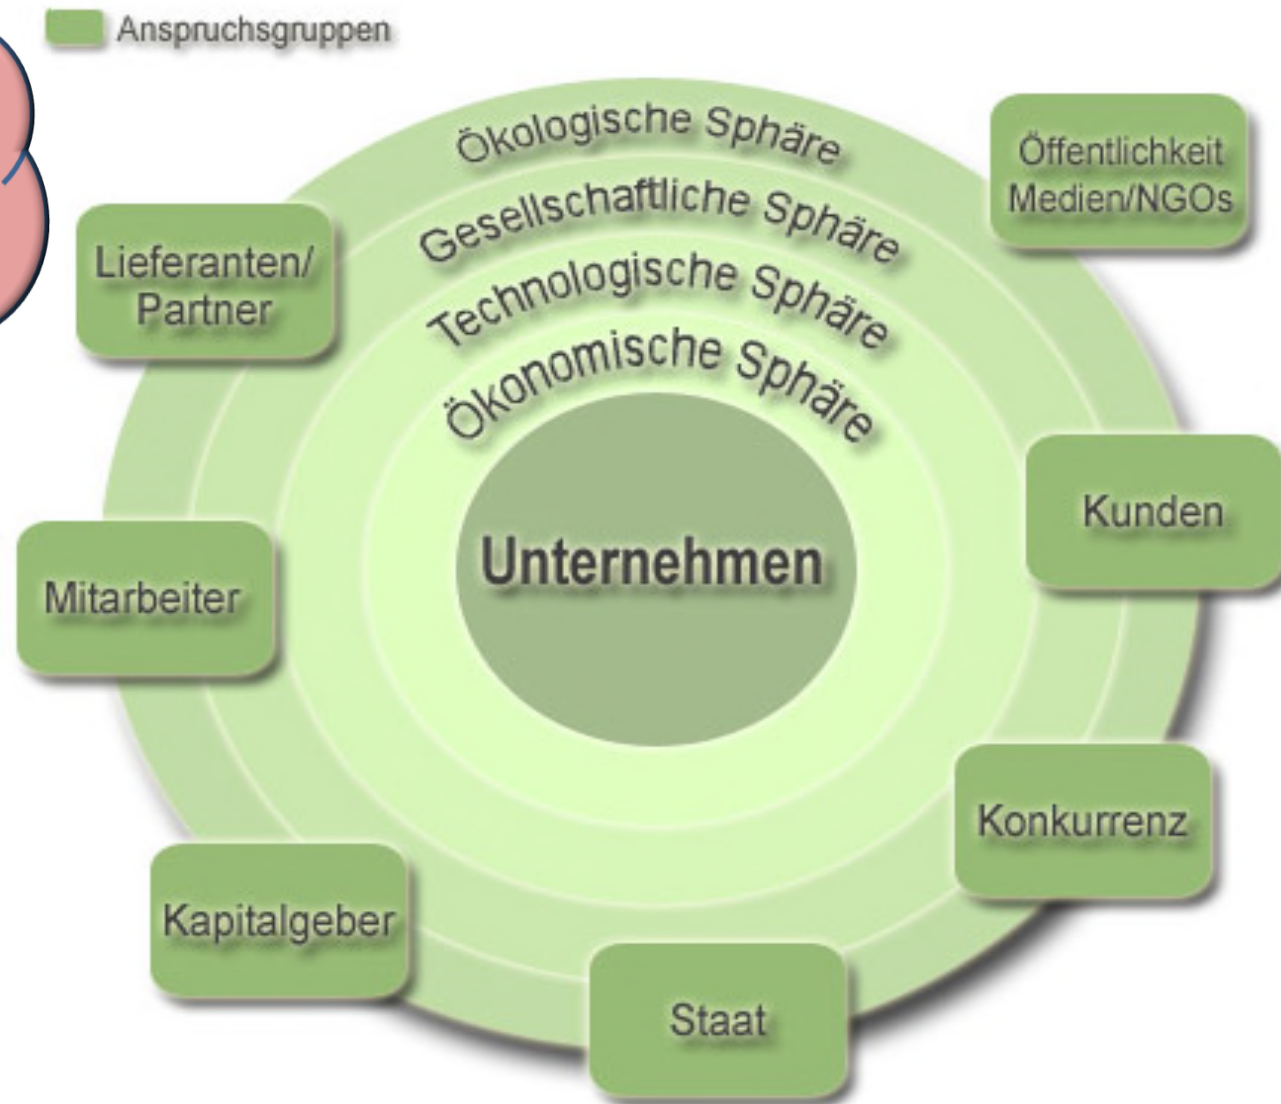 Anspruchsgruppen
Ökologische Sphäre
Gesellschaftliche Sphäre
Technologische Sphäre
Ökonomische Sphäre
Unternehmen
Öffentlichkeit
Medien/NGOs
Lieferanten/
Partner
Kunden
Mitarbeiter
Konkurrenz
Kapitalgeber
Staat